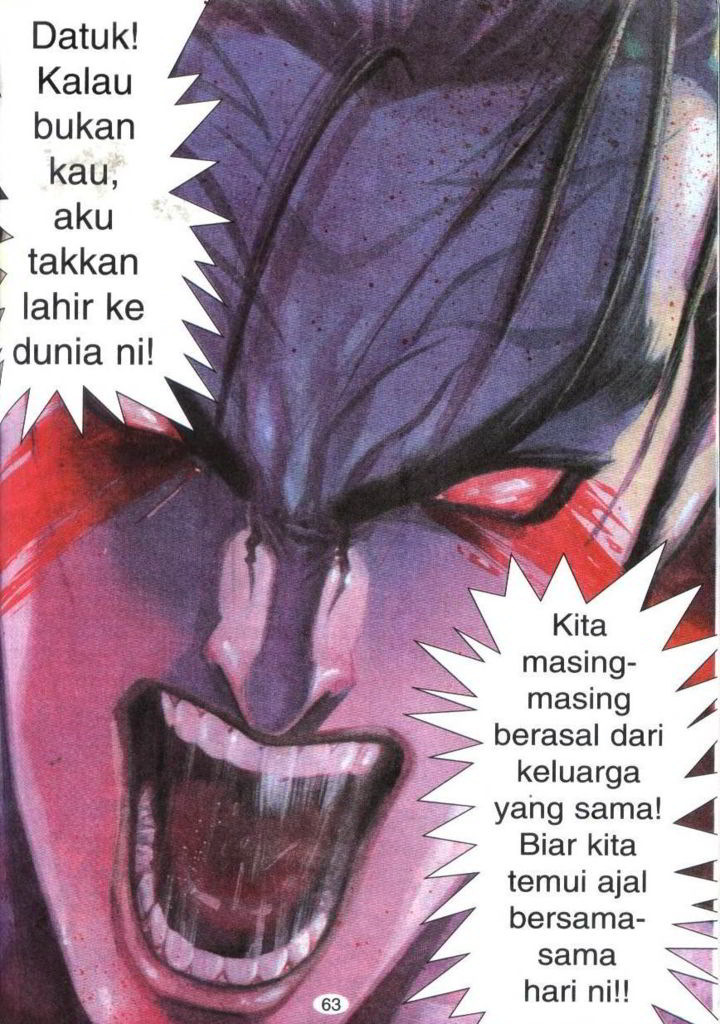 Datuk!
Kalau
bukan
kau,
aku
takkan
lahir ke
dunia ni!
Kita
masing-
masing
berasal dari
keluarga
yang sama!
Biar kita
temui ajal
bersama-
sama
hari ni!!
63